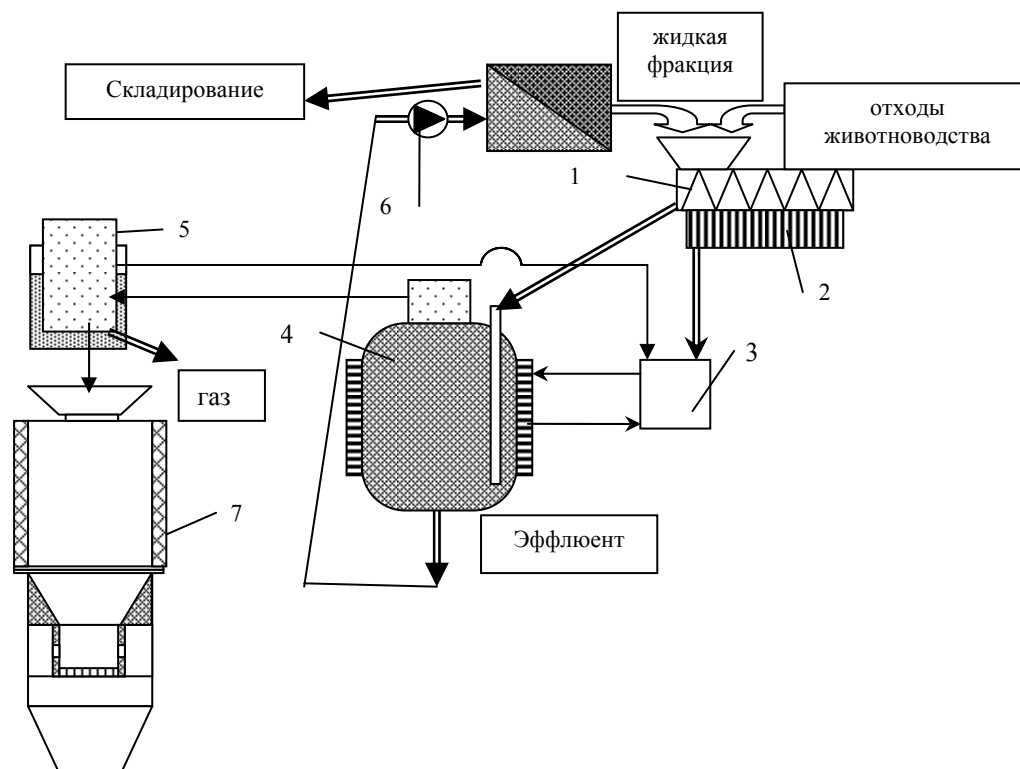 жидкая
фракция
Складирование
отходы
животноводства
1
6
5
2
4
3
газ
7
Эффлюент